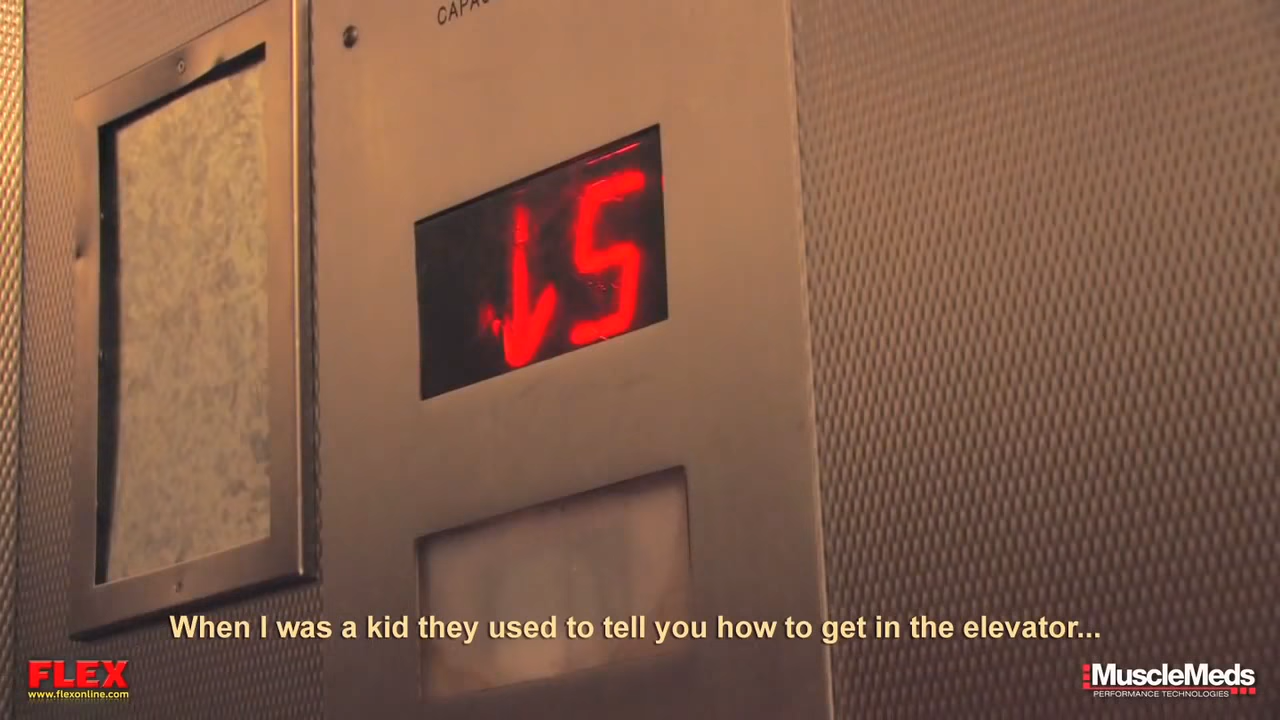 ↓5
When I was a kid they used to tell you how to get in the elevator...
FLEX
www.flexonline.com
MuscleMeds
PERFORMANCE TECHNOLOGIES